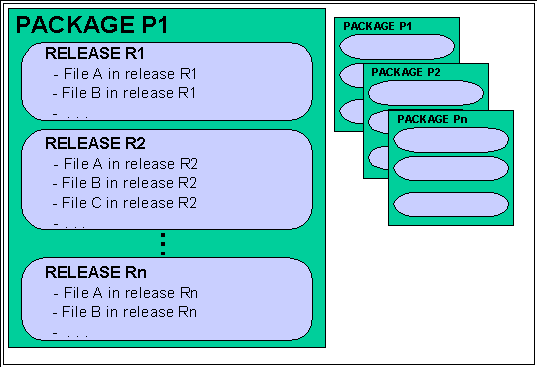 PACKAGE P1
RELEASE R1
- File A in release R1
- File B in release R1
- . . .
RELEASE R2
- File A in release R2
- File B in release R2
- File C in release R2
- . . .
RELEASE Rn
- File A in release Rn
- File B in release Rn
- . . .
PACKAGE P1
PACKAGE P2
PACKAGE Pn